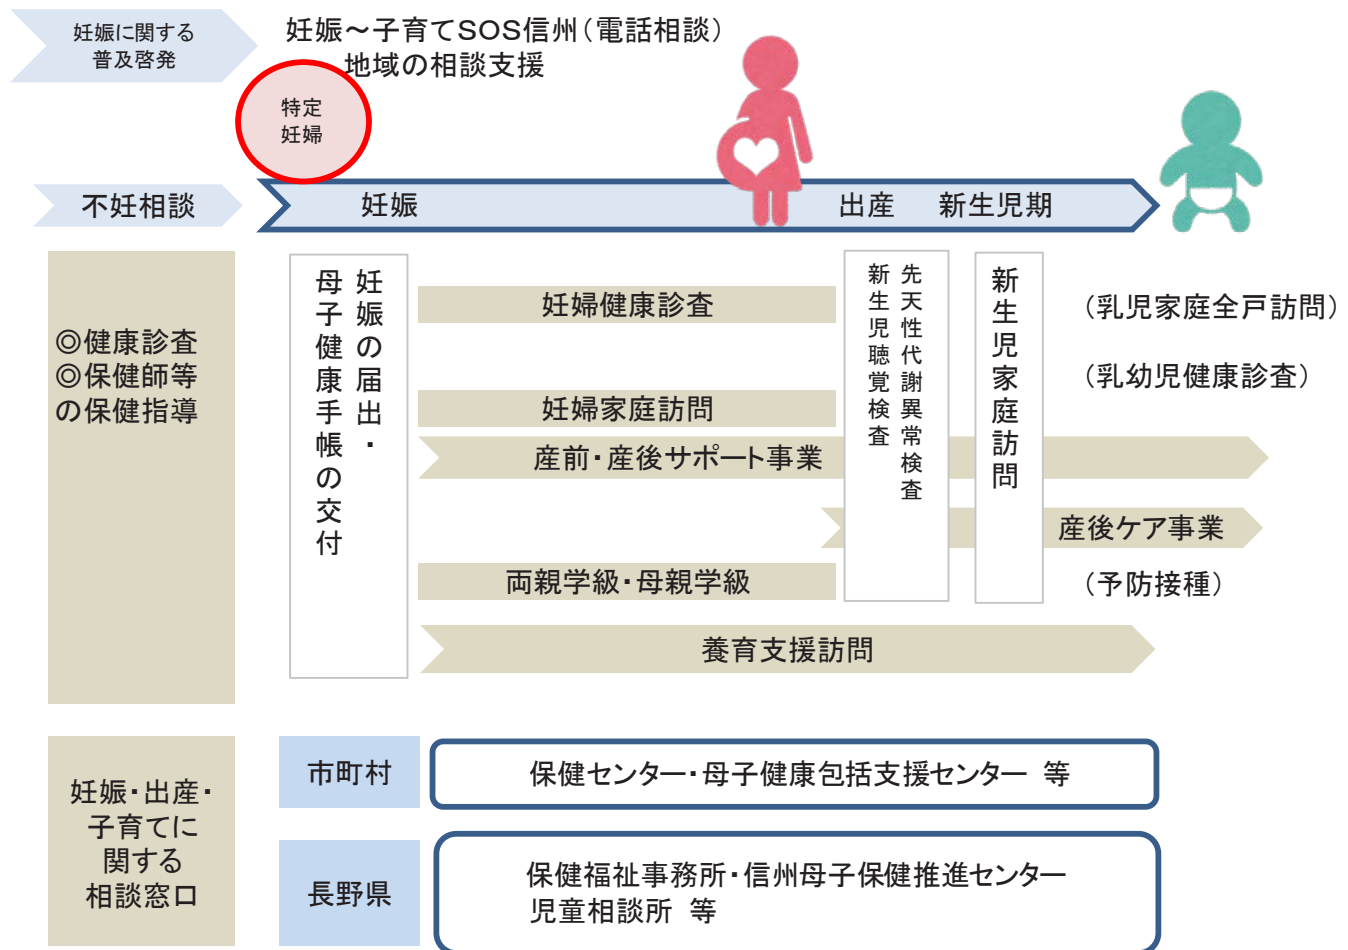 妊娠に関する
普及啓発
妊娠～子育てSOS信州（電話相談）
地域の相談支援
特定
妊婦
不妊相談
妊娠
出産
新生児期
◎健康診査
◎保健師等
の保健指導
妊娠の届出・
母子健康手帳の交付
妊婦健康診査
妊婦家庭訪問
産前・産後サポート事業
両親学級・母親学級
養育支援訪問
先天性代謝異常検査
新生児聴覚検査
新生児家庭訪問
（乳児家庭全戸訪問）
（乳幼児健康診査）
産後ケア事業
（予防接種）
妊娠・出産・
子育てに
関する
相談窓口
市町村
保健センター・母子健康包括支援センター 等
長野県
保健福祉事務所・信州母子保健推進センター
児童相談所 等